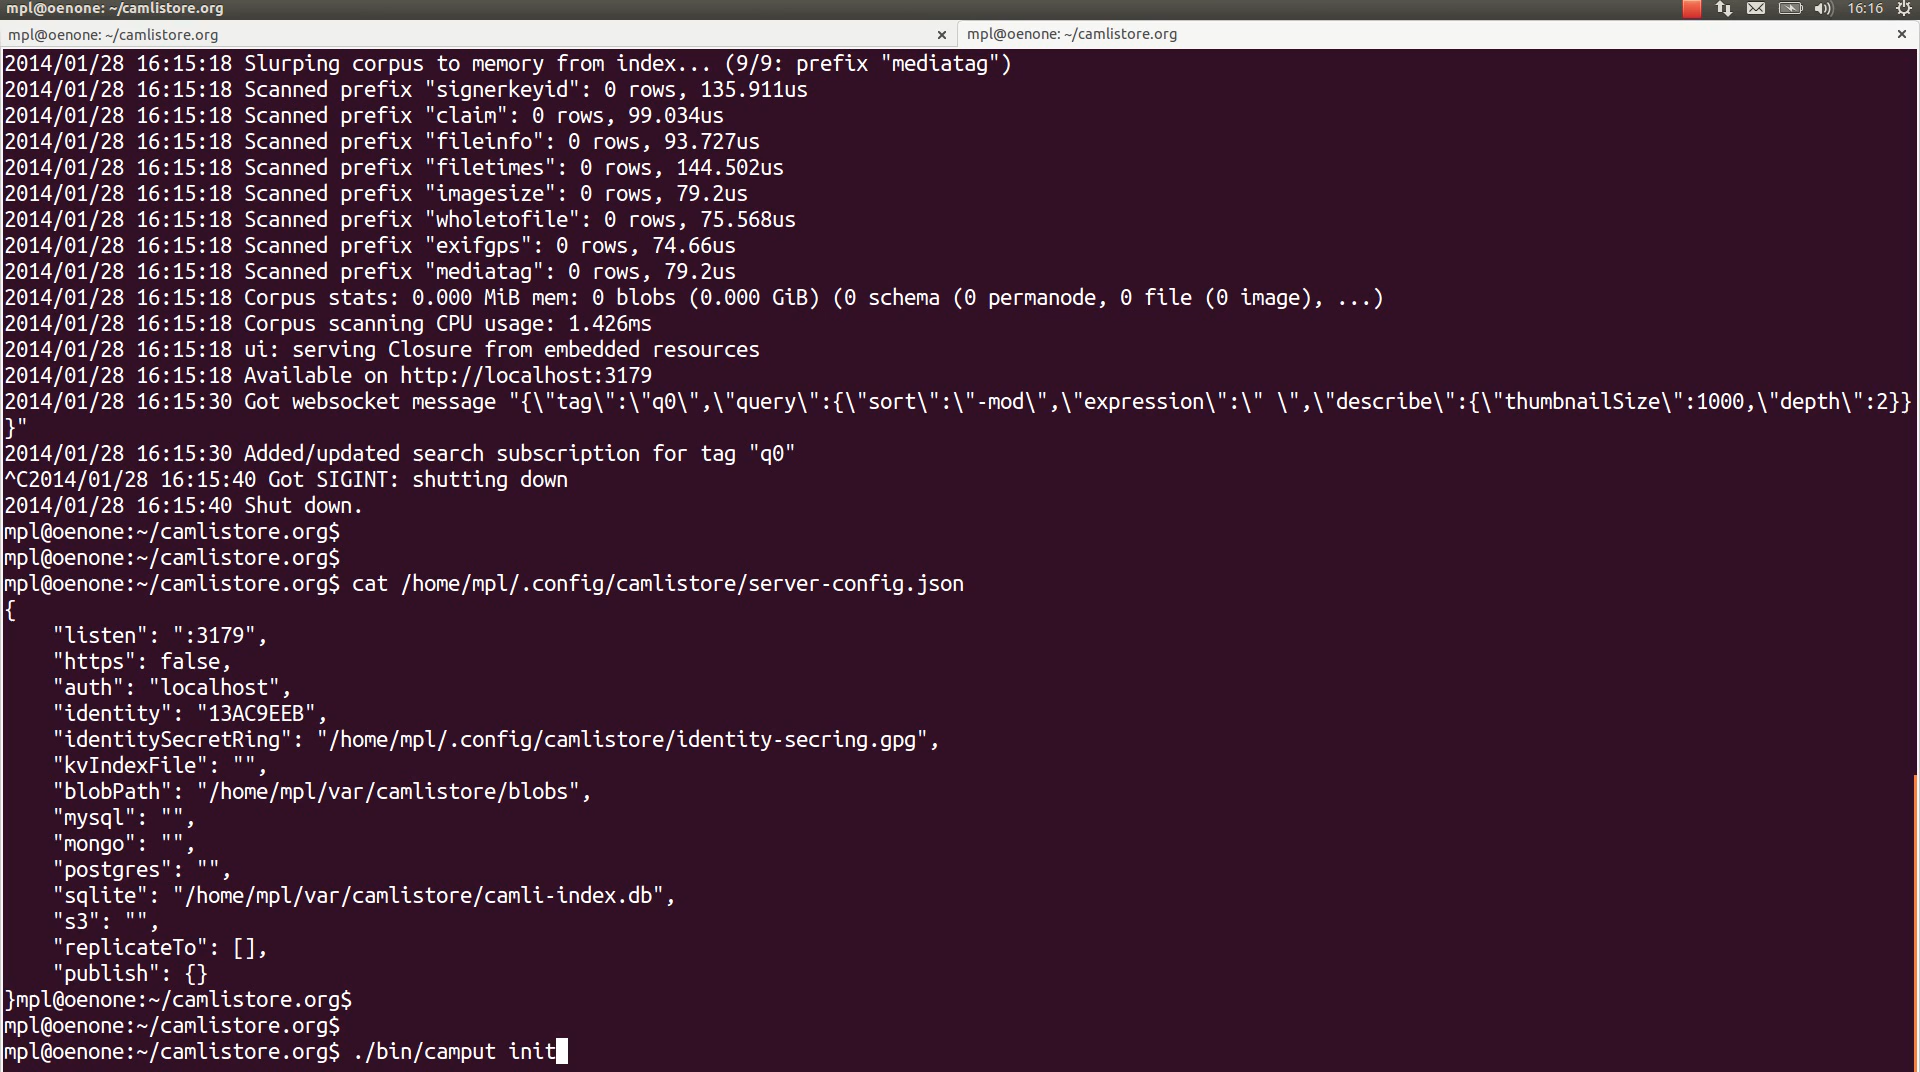 mpl@oenone: ~/camlistore.org
16:16
mpl@oenone: ~/camlistore.org
mpl@oenone: ~/camlistore.org
2014/01/28 16:15:18 Slurping corpus to memory from index... (9/9: prefix "mediatag")
2014/01/28 16:15:18 Scanned prefix "signerkeyid": 0 rows, 135.911us
2014/01/28 16:15:18 Scanned prefix "claim": 0 rows, 99.034us
2014/01/28 16:15:18 Scanned prefix "fileinfo": 0 rows, 93.727us
2014/01/28 16:15:18 Scanned prefix "filetimes": 0 rows, 144.502us
2014/01/28 16:15:18 Scanned prefix "imagesize": 0 rows, 79.2us
2014/01/28 16:15:18 Scanned prefix "wholetofile": 0 rows, 75.568us
2014/01/28 16:15:18 Scanned prefix "exifgps": 0 rows, 74.66us
2014/01/28 16:15:18 Scanned prefix "mediatag": 0 rows, 79.2us
2014/01/28 16:15:18 Corpus stats: 0.000 MiB mem: 0 blobs (0.000 GiB) (0 schema (0 permanode, 0 file (0 image), ...)
2014/01/28 16:15:18 Corpus scanning CPU usage: 1.426ms
2014/01/28 16:15:18 ui: serving Closure from embedded resources
2014/01/28 16:15:18 Available on http://localhost:3179
2014/01/28 16:15:30 Got websocket message "{\"tag\":\"q0\",\"query\":{\"sort\":\"-mod\",\"expression\":\" \",\"describe\":{\"thumbnailSize\":1000,\"depth\":2}}
}"
2014/01/28 16:15:30 Added/updated search subscription for tag "q0"
^C2014/01/28 16:15:40 Got SIGINT: shutting down
2014/01/28 16:15:40 Shut down.
mpl@oenone:~/camlistore.org$
mpl@oenone:~/camlistore.org$
mpl@oenone:~/camlistore.org$ cat /home/mpl/.config/camlistore/server-config.json
{
    "listen": ":3179",
    "https": false,
    "auth": "localhost",
    "identity": "13AC9EEB",
    "identitySecretRing": "/home/mpl/.config/camlistore/identity-secring.gpg",
    "kvIndexFile": "",
    "blobPath": "/home/mpl/var/camlistore/blobs",
    "mysql": "",
    "mongo": "",
    "postgres": "",
    "sqlite": "/home/mpl/var/camlistore/camli-index.db",
    "s3": "",
    "replicateTo": [],
    "publish": {}
}mpl@oenone:~/camlistore.org$
mpl@oenone:~/camlistore.org$
mpl@oenone:~/camlistore.org$ ./bin/camput init